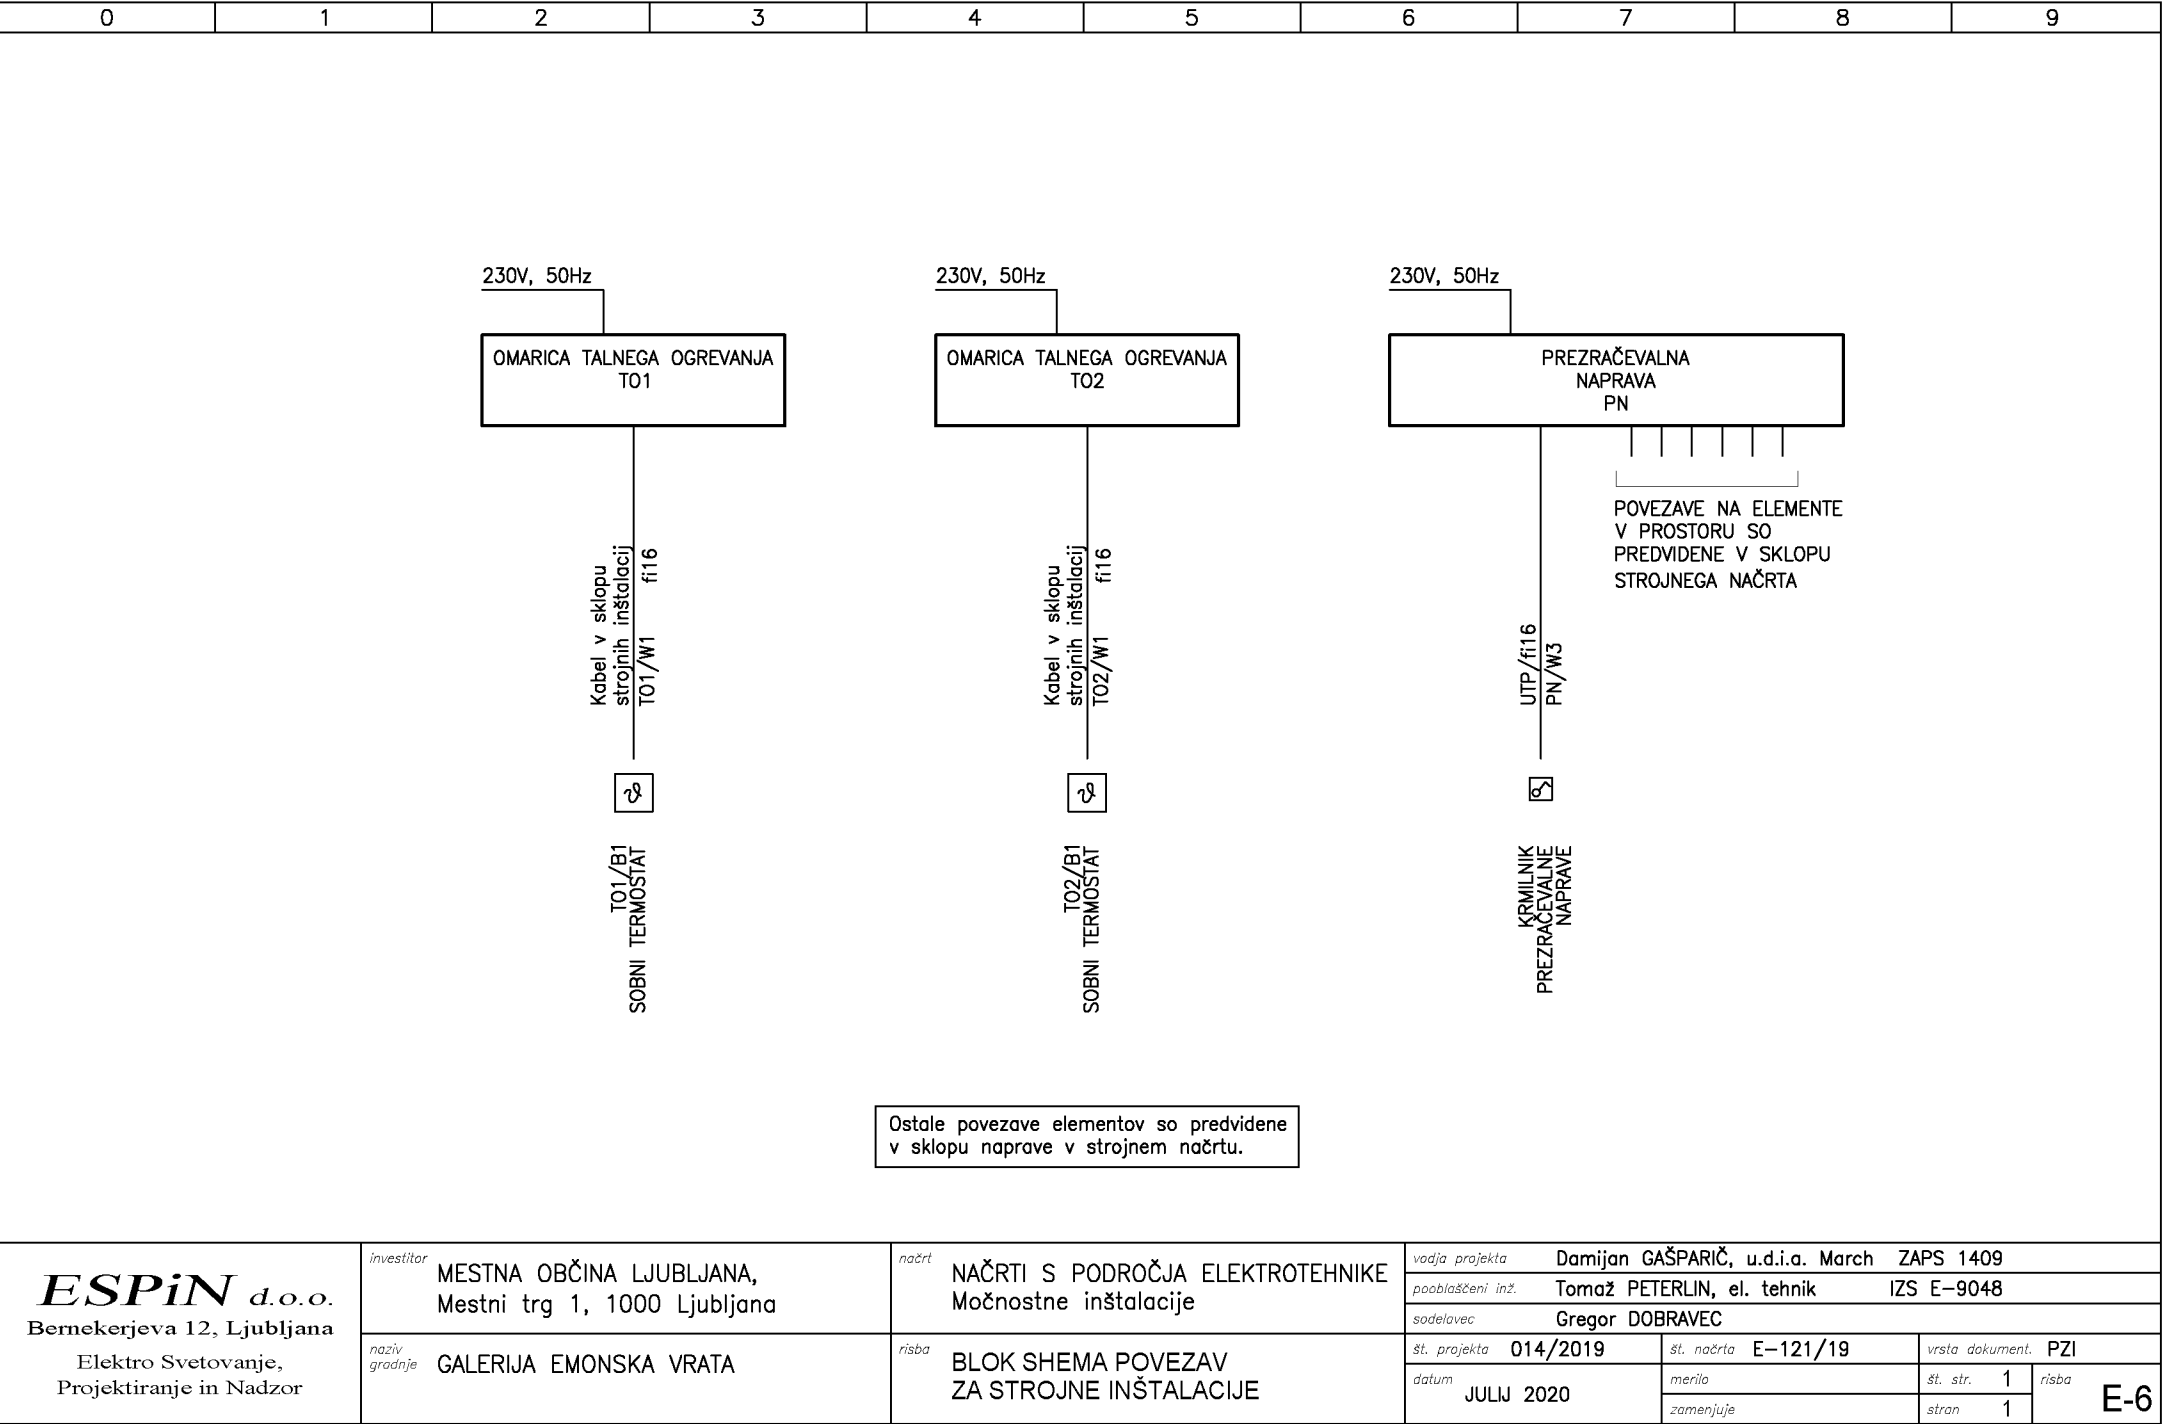 0 1 2 3 4 5 6 7 8 9
230V, 50Hz
OMARICA TALNEGA OGREVANJA
TO1
Kabel v sklopu
strojnih inštalacij
TO1/W1 fi16
TO1/B1
SOBNI TERMOSTAT
230V, 50Hz
OMARICA TALNEGA OGREVANJA
TO2
Kabel v sklopu
strojnih inštalacij
TO2/W1 fi16
TO2/B1
SOBNI TERMOSTAT
230V, 50Hz
PREZRAČEVALNA
NAPRAVA
PN
POVEZAVE NA ELEMENTE
V PROSTORU SO
PREDVIDENE V SKLOPU
STROJNEGA NAČRTA
UTP/fi16
PN/W3
KRMILNIK
PREZRAČEVALNE
NAPRAVE
Ostale povezave elementov so predvidene
v sklopu naprave v strojnem načrtu.
ESPiN d.o.o.
Bernekerjeva 12, Ljubljana
Elektro Svetovanje,
Projektiranje in Nadzor
investitor
MESTNA OBČINA LJUBLJANA,
Mestni trg 1, 1000 Ljubljana
naziv
gradnje
GALERIJA EMONSKA VRATA
načrt
NAČRTI S PODROČJA ELEKTROTEHNIKE
Močnostne inštalacije
risba
BLOK SHEMA POVEZAV
ZA STROJNE INŠTALACIJE
vodja projekta Damijan GAŠPARIČ, u.d.i.a. March ZAPS 1409
pooblaščeni inž. Tomaž PETERLIN, el. tehnik IZS E-9048
sodelavec Gregor DOBRAVEC
št. projekta 014/2019 št. načrta E-121/19 vrsta dokument. PZI
datum JULIJ 2020
merilo
zamenjuje
št. str. 1
stran 1
risba E-6